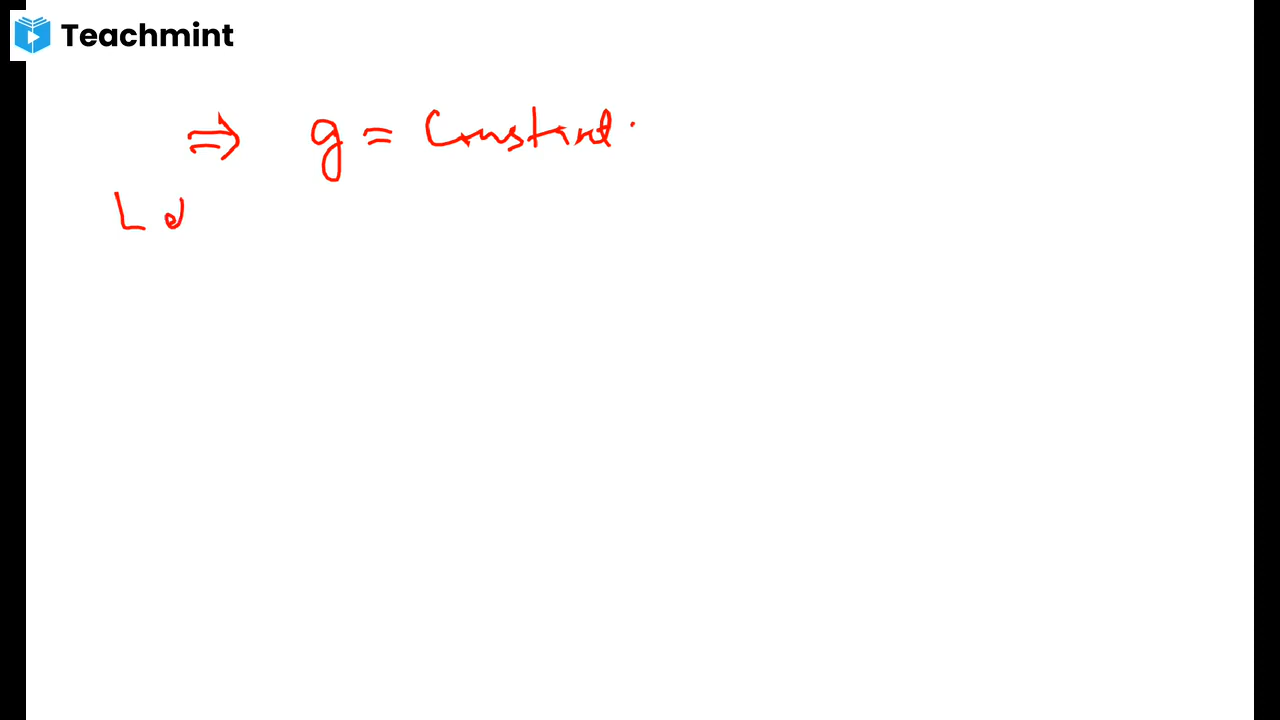 Teachmint
⇒ g = Constant.
L